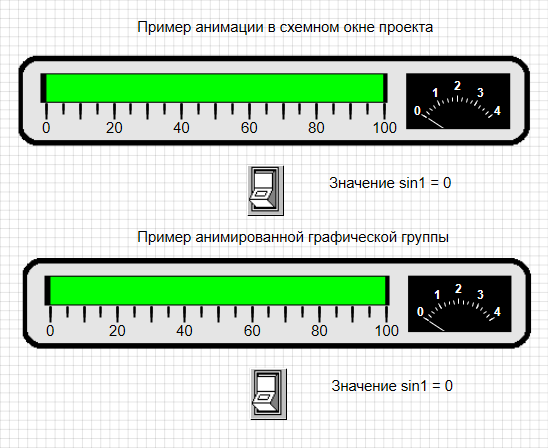 Пример анимации в схемном окне проекта
0 1 2 3 4
0 20 40 60 80 100
Значение sin1 = 0
Пример анимированной графической группы
0 1 2 3 4
0 20 40 60 80 100
Значение sin1 = 0